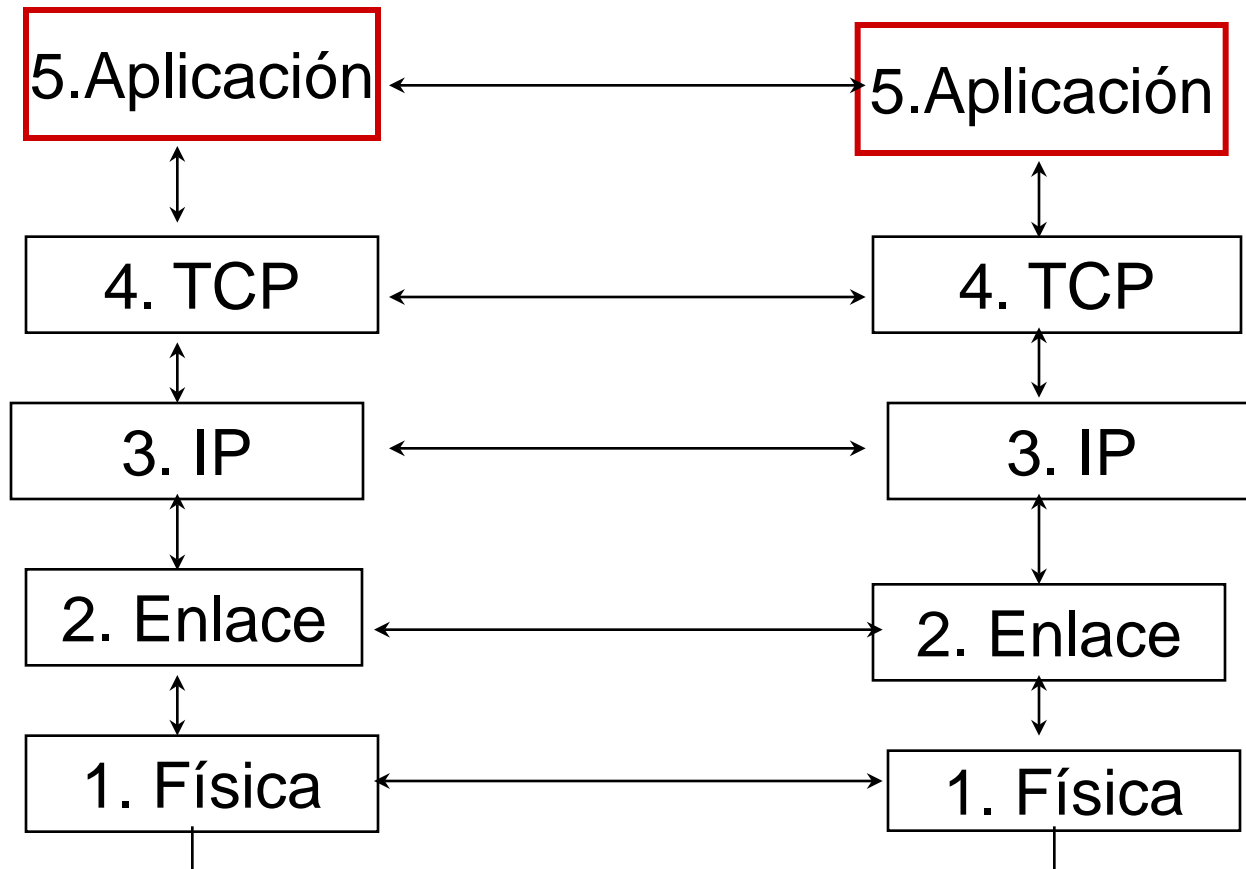 5.Aplicación
5.Aplicación
4. TCP
4. TCP
3. IP
3. IP
2. Enlace
2. Enlace
1. Física
1. Física